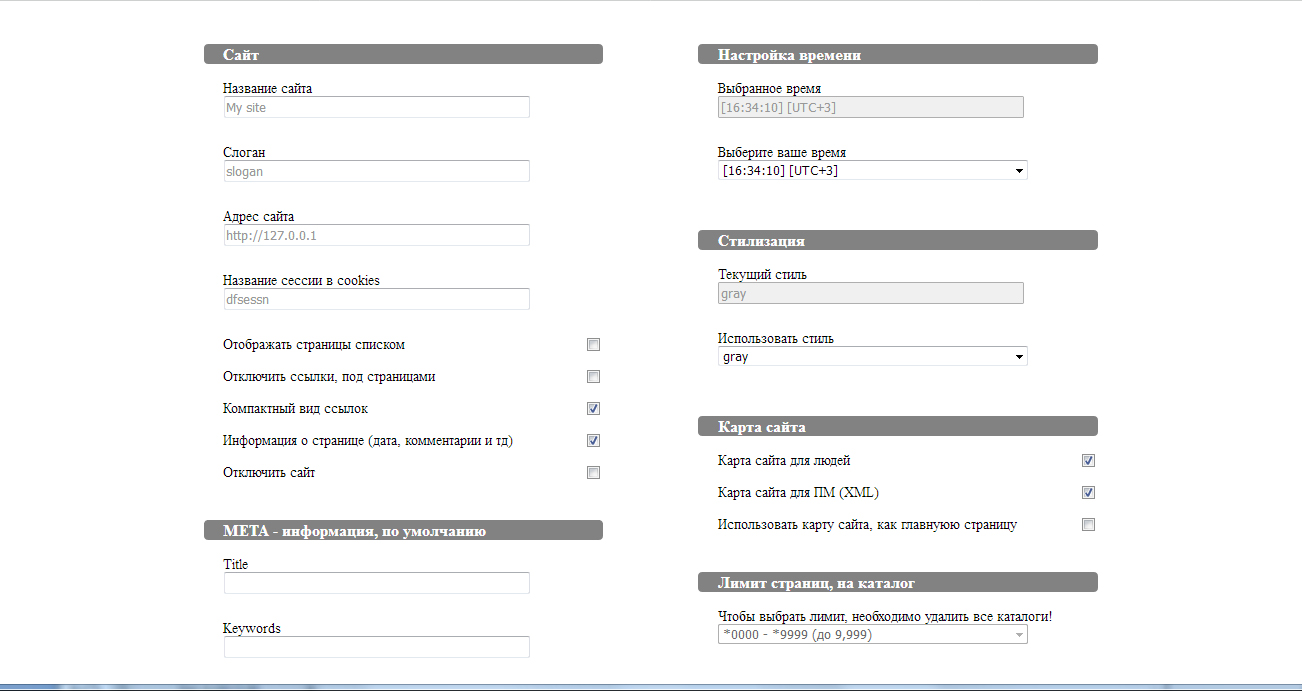 Сайт
Название сайта
My site
Слоган
slogan
Адрес сайта
http://127.0.0.1
Название сессии в cookies
dfsessn
Отображать страницы списком
Отключить ссылки, под страницами
Компактный вид ссылок
Информация о странице (дата, комментарии и тд)
Отключить сайт
МЕТА - информация, по умолчанию
Title
Keywords
Настройка времени
Выбранное время
[16:34:10] [UTC+3]
Выберите ваше время
[16:34:10] [UTC+3]
Стилизация
Текущий стиль
gray
Использовать стиль
gray
Карта сайта
Карта сайта для людей
Карта сайта для ПМ (XML)
Использовать карту сайта, как главнуюю страницу
Лимит страниц, на каталог
Чтобы выбрать лимит, необходимо удалить все каталоги!
*0000 - *9999 (до 9,999)